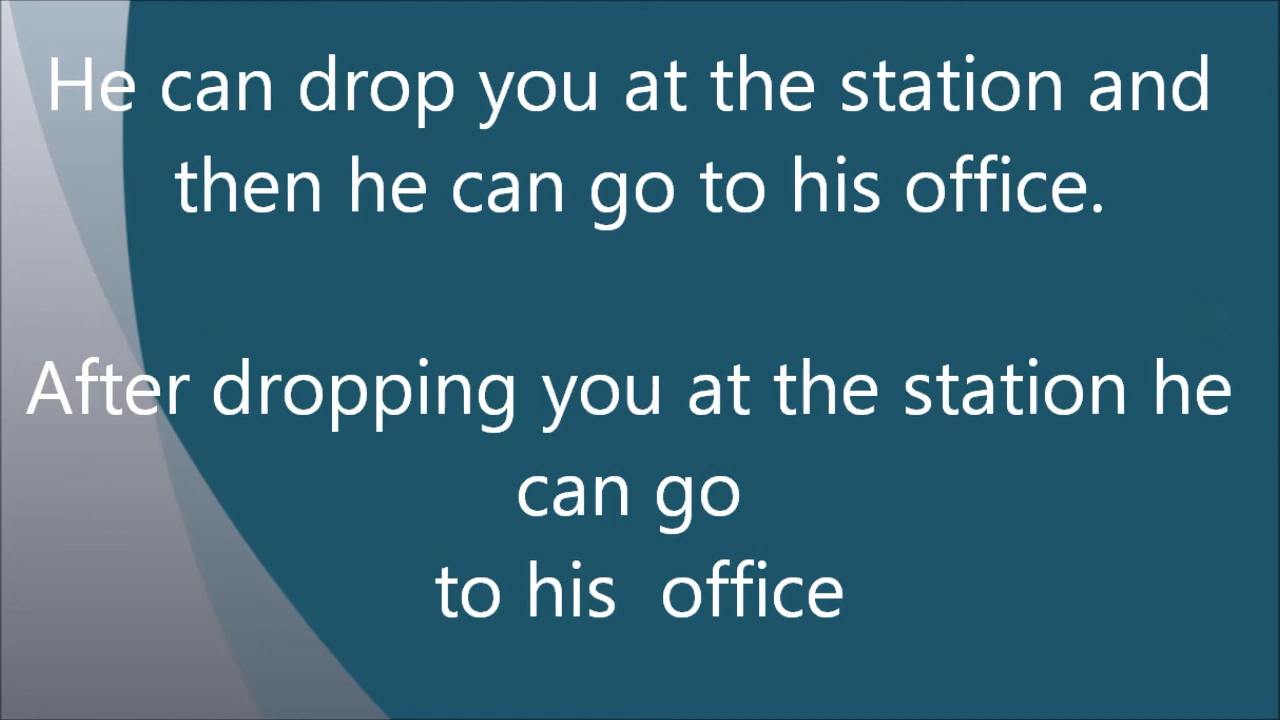 He can drop you at the station and
then he can go to his office.
After dropping you at the station he
can go
to his  office